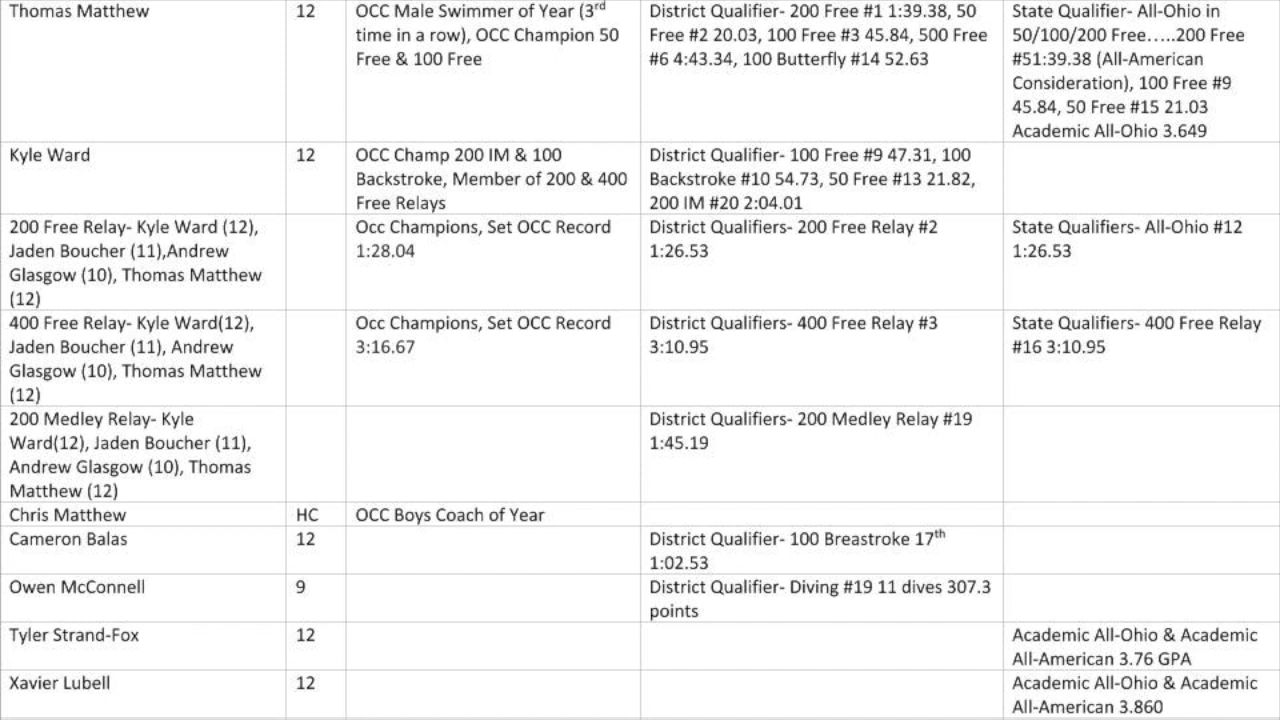 Thomas Matthew
12
OCC Male Swimmer of Year (3rd
time in a row), OCC Champion 50
Free & 100 Free
District Qualifier- 200 Free #1 1:39.38, 50
Free #2 20.03, 100 Free #3 45.84, 500 Free
#6 4:43.34, 100 Butterfly #14 52.63
State Qualifier- All-Ohio in
50/100/200 Free…..200 Free
#51:39.38 (All-American
Consideration), 100 Free #9
45.84, 50 Free #15 21.03
Academic All-Ohio 3.649
Kyle Ward
12
OCC Champ 200 IM & 100
Backstroke, Member of 200 & 400
Free Relays
District Qualifier- 100 Free #9 47.31, 100
Backstroke #10 54.73, 50 Free #13 21.82,
200 IM #20 2:04.01
200 Free Relay- Kyle Ward (12),
Jaden Boucher (11),Andrew
Glasgow (10), Thomas Matthew
(12)
Occ Champions, Set OCC Record
1:28.04
District Qualifiers- 200 Free Relay #2
1:26.53
State Qualifiers- All-Ohio #12
1:26.53
400 Free Relay- Kyle Ward(12),
Jaden Boucher (11), Andrew
Glasgow (10), Thomas Matthew
(12)
Occ Champions, Set OCC Record
3:16.67
District Qualifiers- 400 Free Relay #3
3:10.95
State Qualifiers- 400 Free Relay
#16 3:10.95
200 Medley Relay- Kyle
Ward(12), Jaden Boucher (11),
Andrew Glasgow (10), Thomas
Matthew (12)
District Qualifiers- 200 Medley Relay #19
1:45.19
Chris Matthew
HC
OCC Boys Coach of Year
Cameron Balas
12
District Qualifier- 100 Breastroke 17th
1:02.53
Owen McConnell
9
District Qualifier- Diving #19 11 dives 307.3
points
Tyler Strand-Fox
12
Academic All-Ohio & Academic
All-American 3.76 GPA
Xavier Lubell
12
Academic All-Ohio & Academic
All-American 3.860